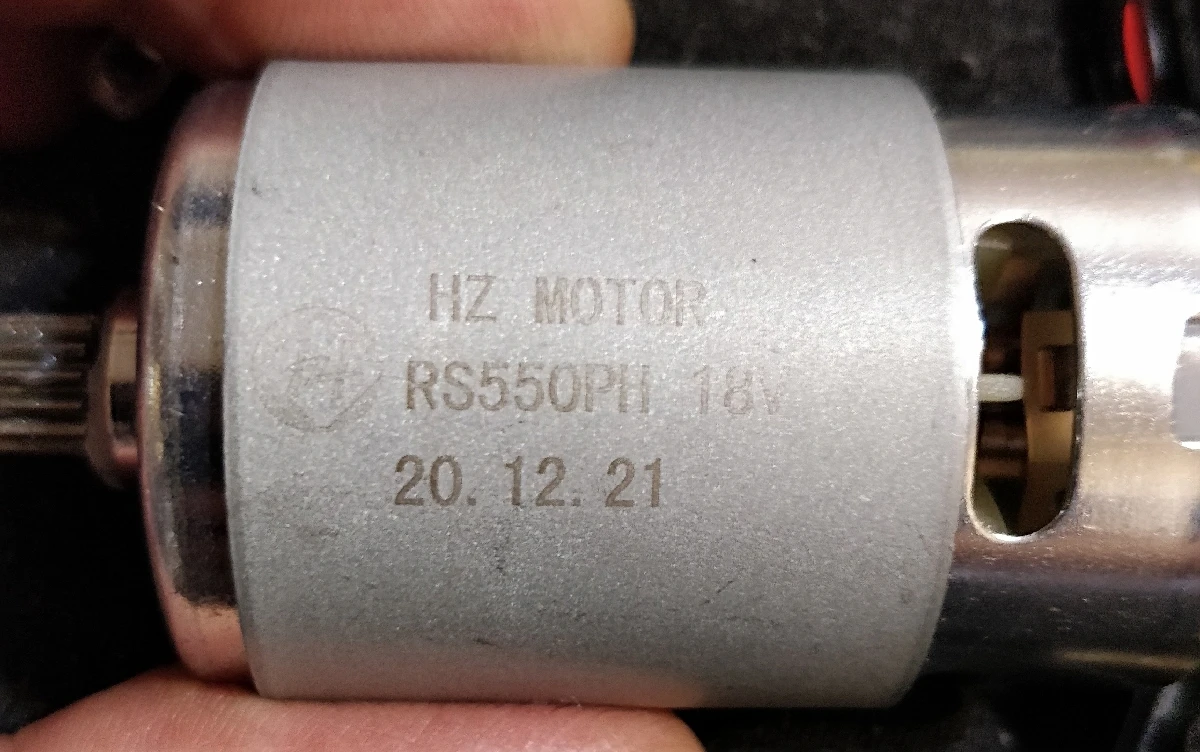 HZ MOTOR
RS550PH 18V
20.12.21